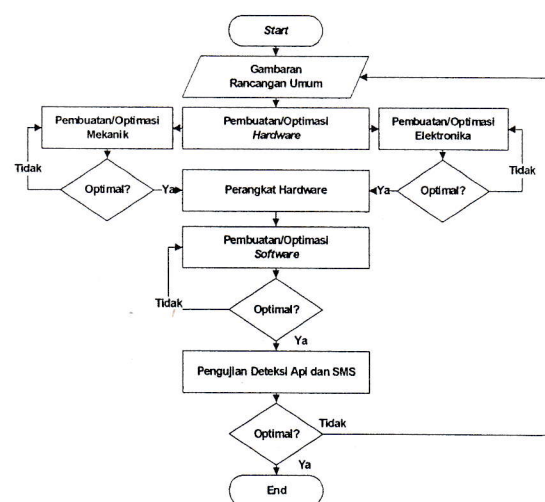 Start
Gambaran
Rancangan Umum
Pembuatan/Optimasi
Mekanik
Pembuatan/Optimasi
Hardware
Pembuatan/Optimasi
Elektronika
Tidak
Optimal?
Ya
Perangkat Hardware
Ya
Optimal?
Tidak
Pembuatan/Optimasi
Software
Tidak
Optimal?
Ya
Pengujian Deteksi Api dan SMS
Optimal?
Tidak
Ya
End